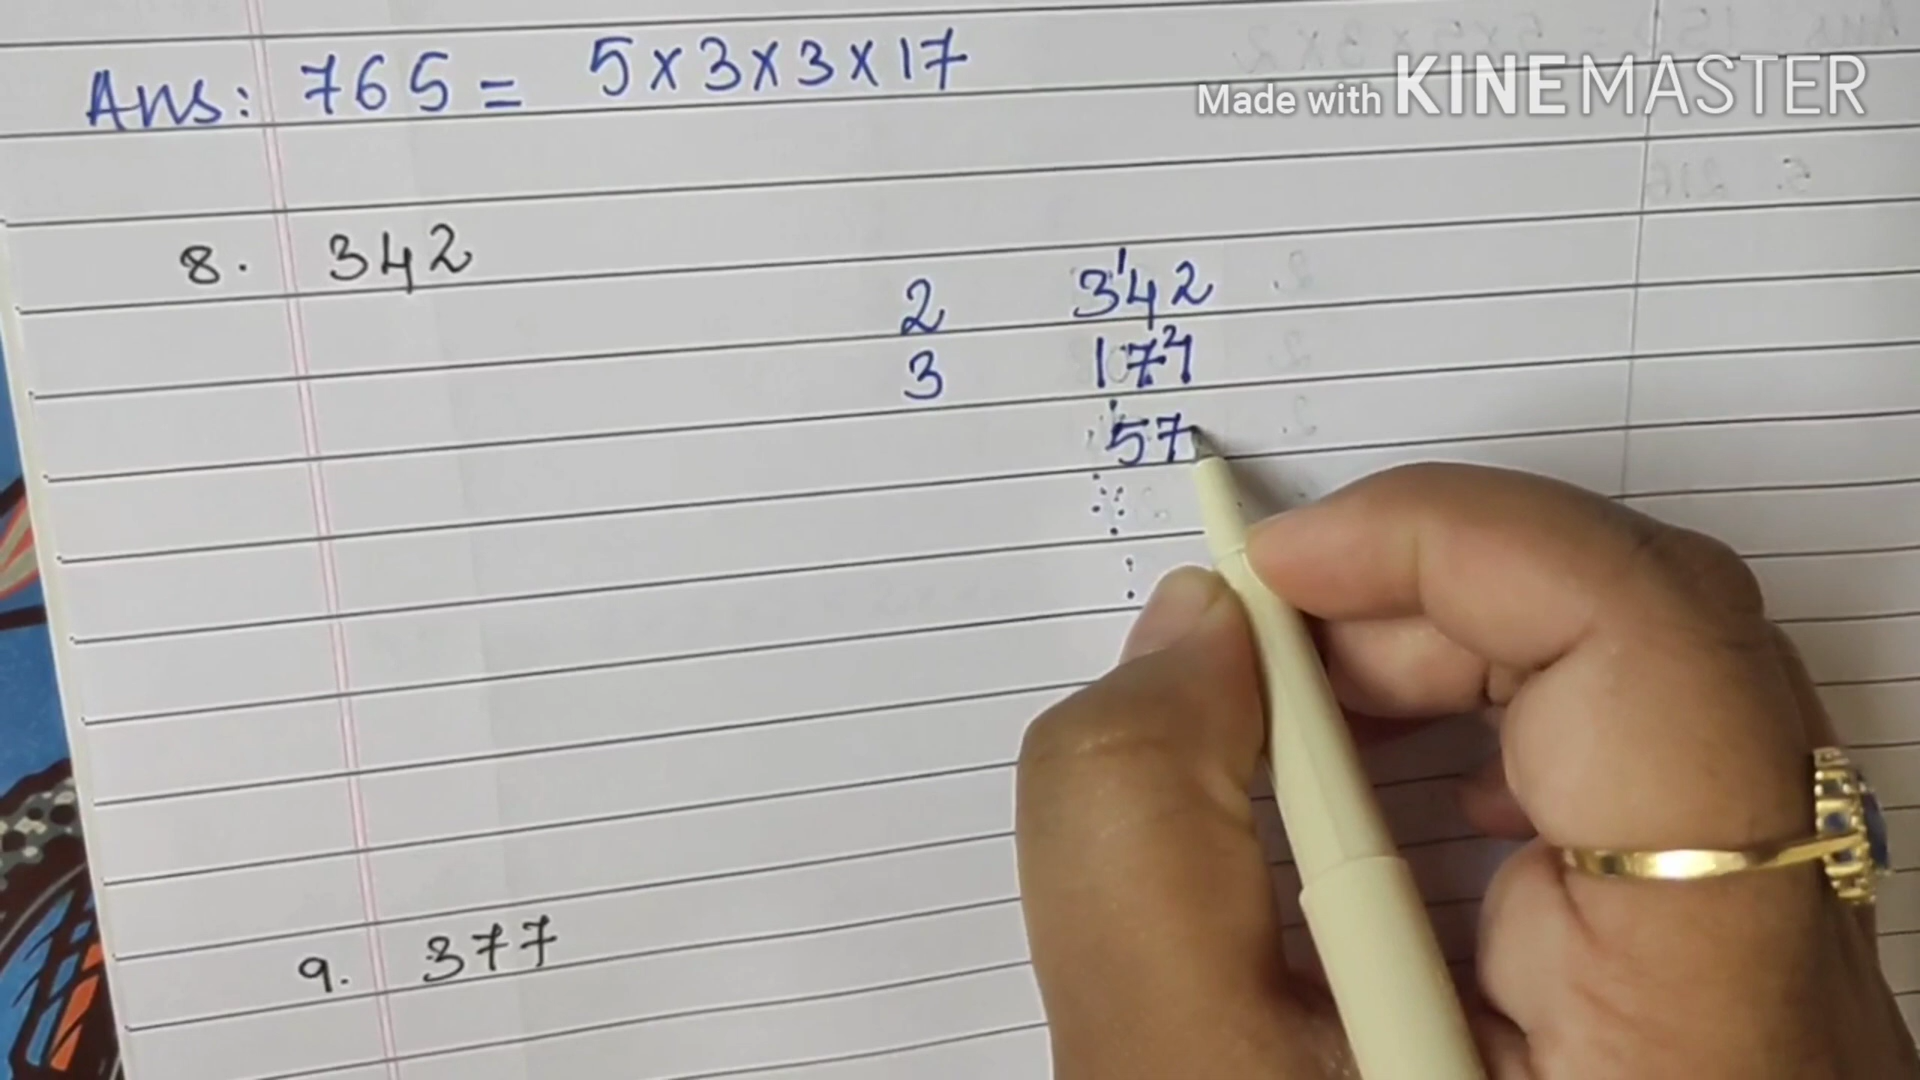 Ans: 765 = 5×3×3×17
Made with KINEMASTER
8. 342
2 342
3 171
57
9. 377